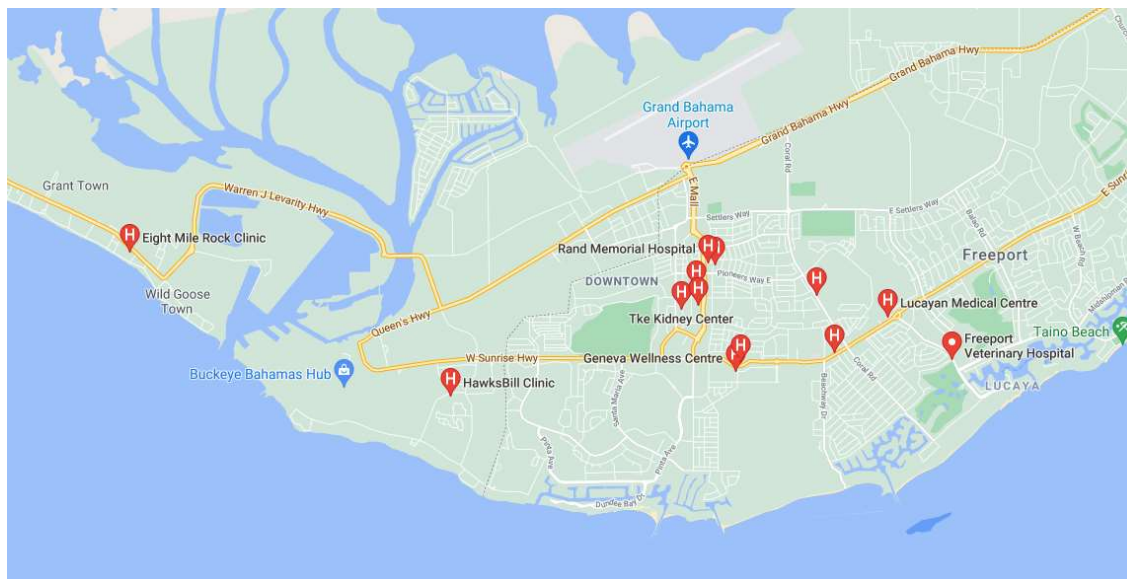 Grand Bahama Hwy
Grand Bahama
Airport
Grand Bahama Hwy
Coral Rd
E Mall
Grant Town
Warren J Levarity Hwy
Settlers Way
E Settlers Way
Balao Rd
W Beach Rd
E Sun
Church
Eight Mile Rock Clinic
Rand Memorial Hospital
Freeport
DOWNTOWN
Pioneers Way E
Wild Goose
Town
Lucayan Medical Centre
Midshipman
Tke Kidney Center
Queen's Hwy
Taino Beach
Freeport
Veterinary Hospital
W Sunrise Hwy
Geneva Wellness Centre
Buckeye Bahamas Hub
HawksBill Clinic
Santa Maria Ave
Beachway Dr
Coral Rd
LUCAYA
Pinta Ave
Pinta Ave
Dundee Bay Dr
H
H
H
H
H
H
H
H
H
H
H